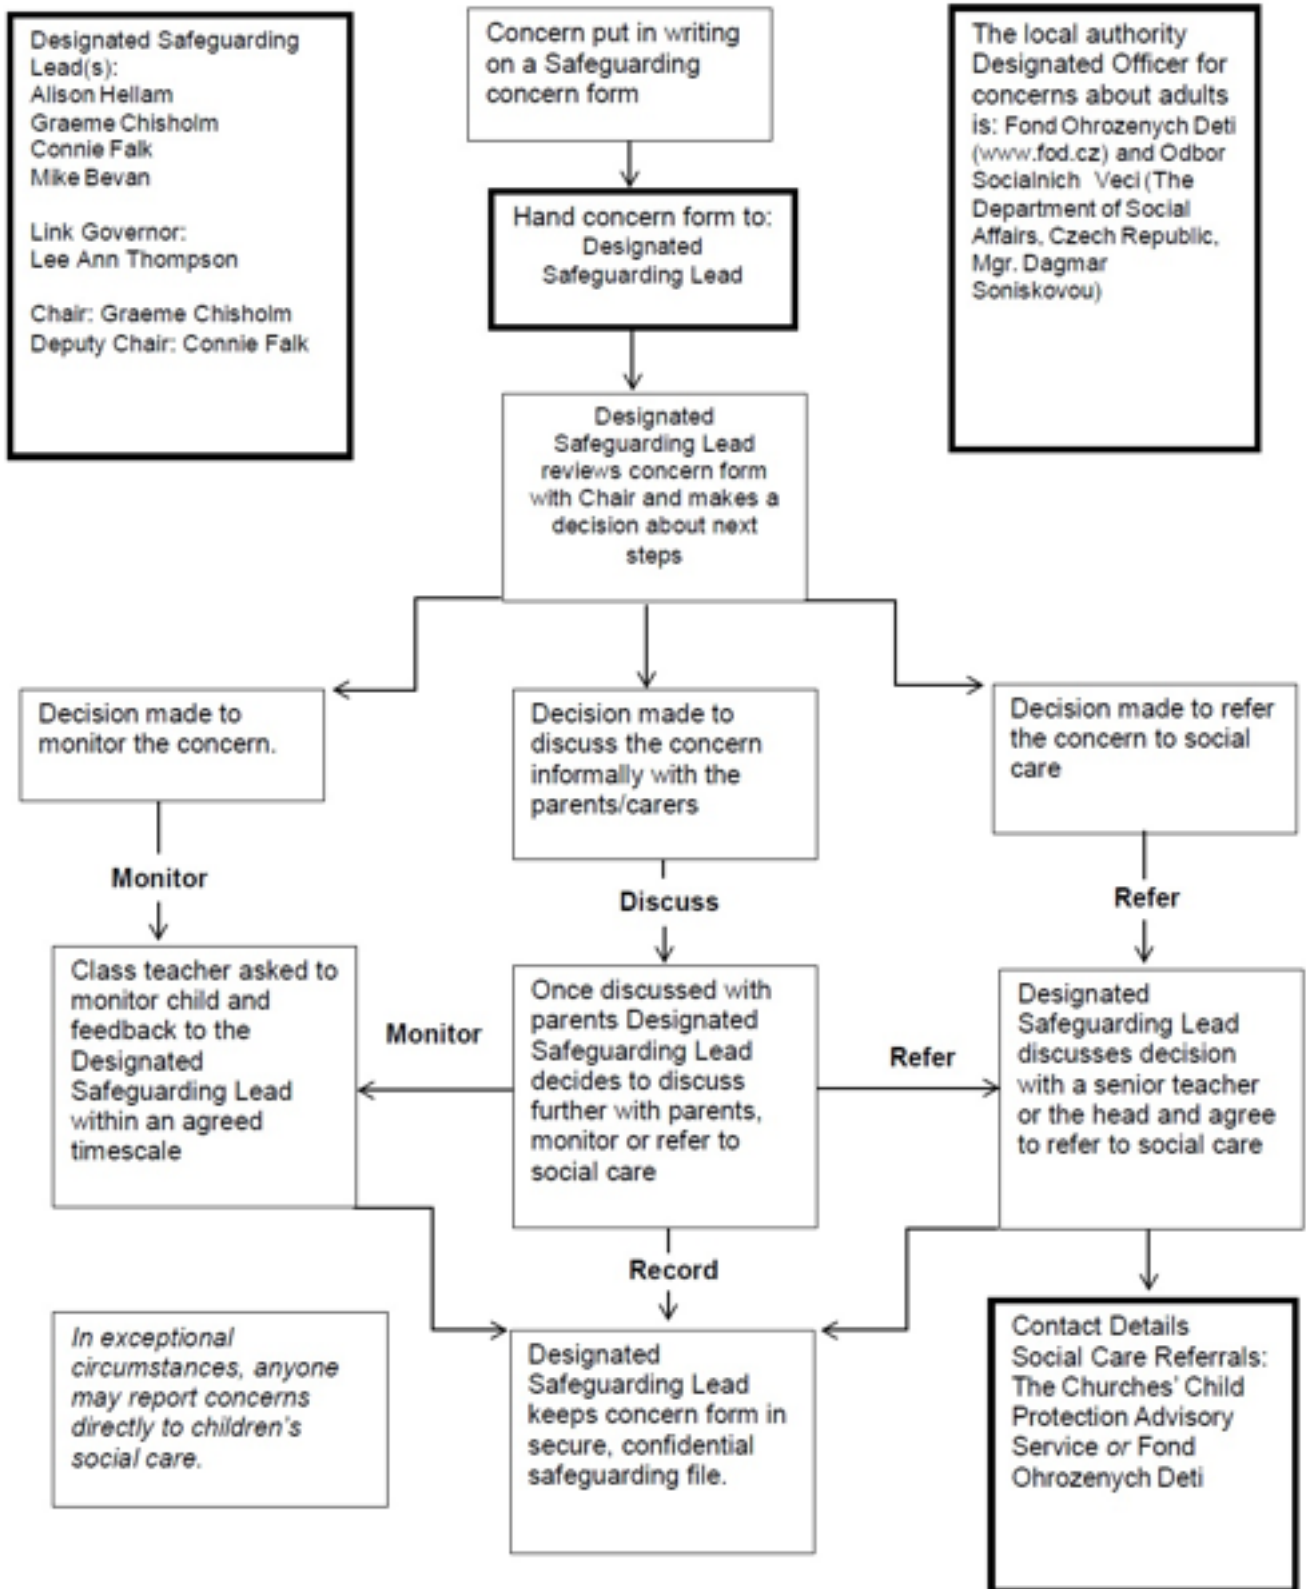 Designated Safeguarding
Lead(s):
Alison Hellam
Graeme Chisholm
Connie Falk
Mike Bevan
Link Governor:
Lee Ann Thompson
Chair: Graeme Chisholm
Deputy Chair: Connie Falk
Concern put in writing
on a Safeguarding
concern form
The local authority
Designated Officer for
concerns about adults
is: Fond Ohrozenych Deti
(www.fod.cz) and Odbor
Socialnich Veci (The
Department of Social
Affairs, Czech Republic,
Mgr. Dagmar
Soniskovou)
Hand concern form to:
Designated
Safeguarding Lead
Designated
Safeguarding Lead
reviews concern form
with Chair and makes a
decision about next
steps
Decision made to
monitor the concern.
Decision made to
discuss the concern
informally with the
parents/carers
Decision made to refer
the concern to social
care
Monitor
Discuss
Refer
Class teacher asked to
monitor child and
feedback to the
Designated
Safeguarding Lead
within an agreed
timescale
Monitor
Once discussed with
parents Designated
Safeguarding Lead
decides to discuss
further with parents,
monitor or refer to
social care
Refer
Designated
Safeguarding Lead
discusses decision
with a senior teacher
or the head and agree
to refer to social care
Record
In exceptional
circumstances, anyone
may report concerns
directly to children's
social care.
Designated
Safeguarding Lead
keeps concern form in
secure, confidential
safeguarding file.
Contact Details
Social Care Referrals:
The Churches' Child
Protection Advisory
Service or Fond
Ohrozenych Deti